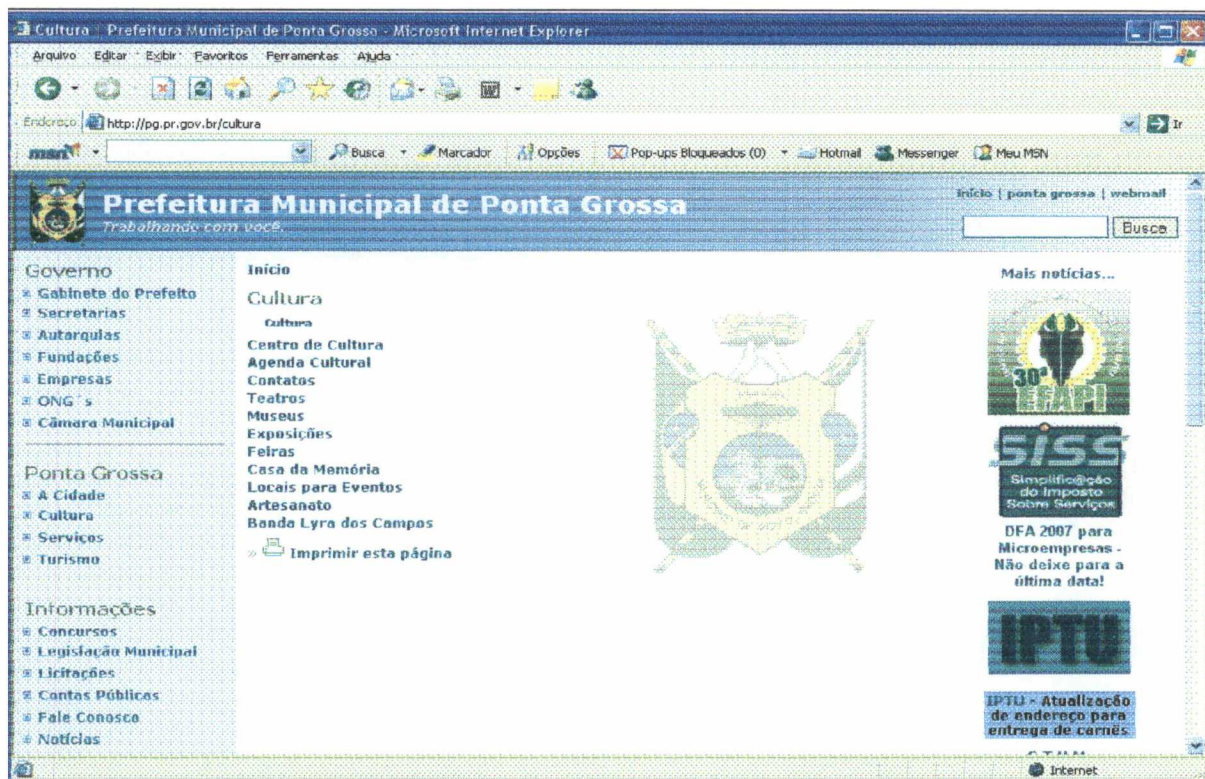 Cultura | Prefeitura Municipal de Ponta Grossa - Microsoft Internet Explorer
Arquivo Editar Exibir Favoritos Ferramentas Ajuda
Endereço http://pg.pr.gov.br/cultura Ir
msn Busca Marcador Opções Pop-ups Bloqueados (0) Hotmail Messenger Meu MSN
Prefeitura Municipal de Ponta Grossa
Trabalhando com você.
início | ponta grossa | webmail
Busca
Governo
Gabinete do Prefeito
Secretarias
Autarquias
Fundações
Empresas
ONG´s
Câmara Municipal
Ponta Grossa
A Cidade
Cultura
Serviços
Turismo
Informações
Concursos
Legislação Municipal
Licitações
Contas Públicas
Fale Conosco
Notícias
Início
Cultura
Cultura
Centro de Cultura
Agenda Cultural
Contatos
Teatros
Museus
Exposições
Feiras
Casa da Memória
Locais para Eventos
Artesanato
Banda Lyra dos Campos
» Imprimir esta página
Mais notícias...
30ª
EFAPI
SISS
Simplific@ção
do Imposto
Sobre Serviços
DFA 2007 para
Microempresas -
Não deixe para a
última data!
IPTU
IPTU - Atualização
de endereço para
entrega de carnês
Internet